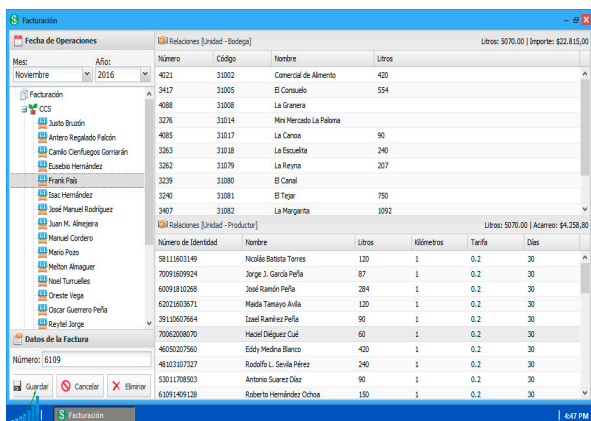 Facturación
Fecha de Operaciones
Mes: Año:
Noviembre 2016
Facturación
CCS
Justo Bruzón
Antero Regalado Falcón
Camilo Cienfuegos Gorriarán
Eusebio Hernández
Frank País
Isac Hernández
José Manuel Rodríguez
Juan M. Almejeira
Manuel Cordero
Mario Pozo
Melton Almaguer
Noel Turruelles
Oreste Vega
Oscar Guerrero Peña
Reytel Jorge
Datos de la Factura
Número: 6109
Guardar Cancelar Eliminar
Relaciones [Unidad - Bodega] Litros: 5070.00 | Importe: $22.815,00
Número Código Nombre Litros
4021 31002 Comercial de Alimento 420
3417 31005 El Consuelo 554
4088 31008 La Granera
3276 31014 Mini Mercado La Paloma
4085 31017 La Canoa 90
3263 31018 La Escuelita 240
3262 31079 La Reyna 207
3239 31080 El Canal
3240 31081 El Tejar 750
3407 31082 La Margarita 1092
Relaciones [Unidad - Productor] Litros: 5070.00 | Acarreo: $4.258,80
Número de Identidad Nombre Litros Kilómetros Tarifa Días
58111603149 Nicolás Batista Torres 120 1 0.2 30
70091609924 Jorge J. García Peña 87 1 0.2 30
60091810268 José Ramón Peña 284 1 0.2 30
62021603671 Maida Tamayo Avila 120 1 0.2 30
39110607664 Izael Ramírez Peña 90 1 0.2 30
70062008070 Haciel Diéguez Cué 60 1 0.2 30
46050207560 Eddy Medina Blanco 420 1 0.2 30
48103107327 Rodolfo L. Sevila Pérez 240 1 0.2 30
53011708503 Antonio Suarez Díaz 90 1 0.2 30
61091409128 Roberto Hernández Ochoa 150 1 0.2 30
Facturación 4:47 PM